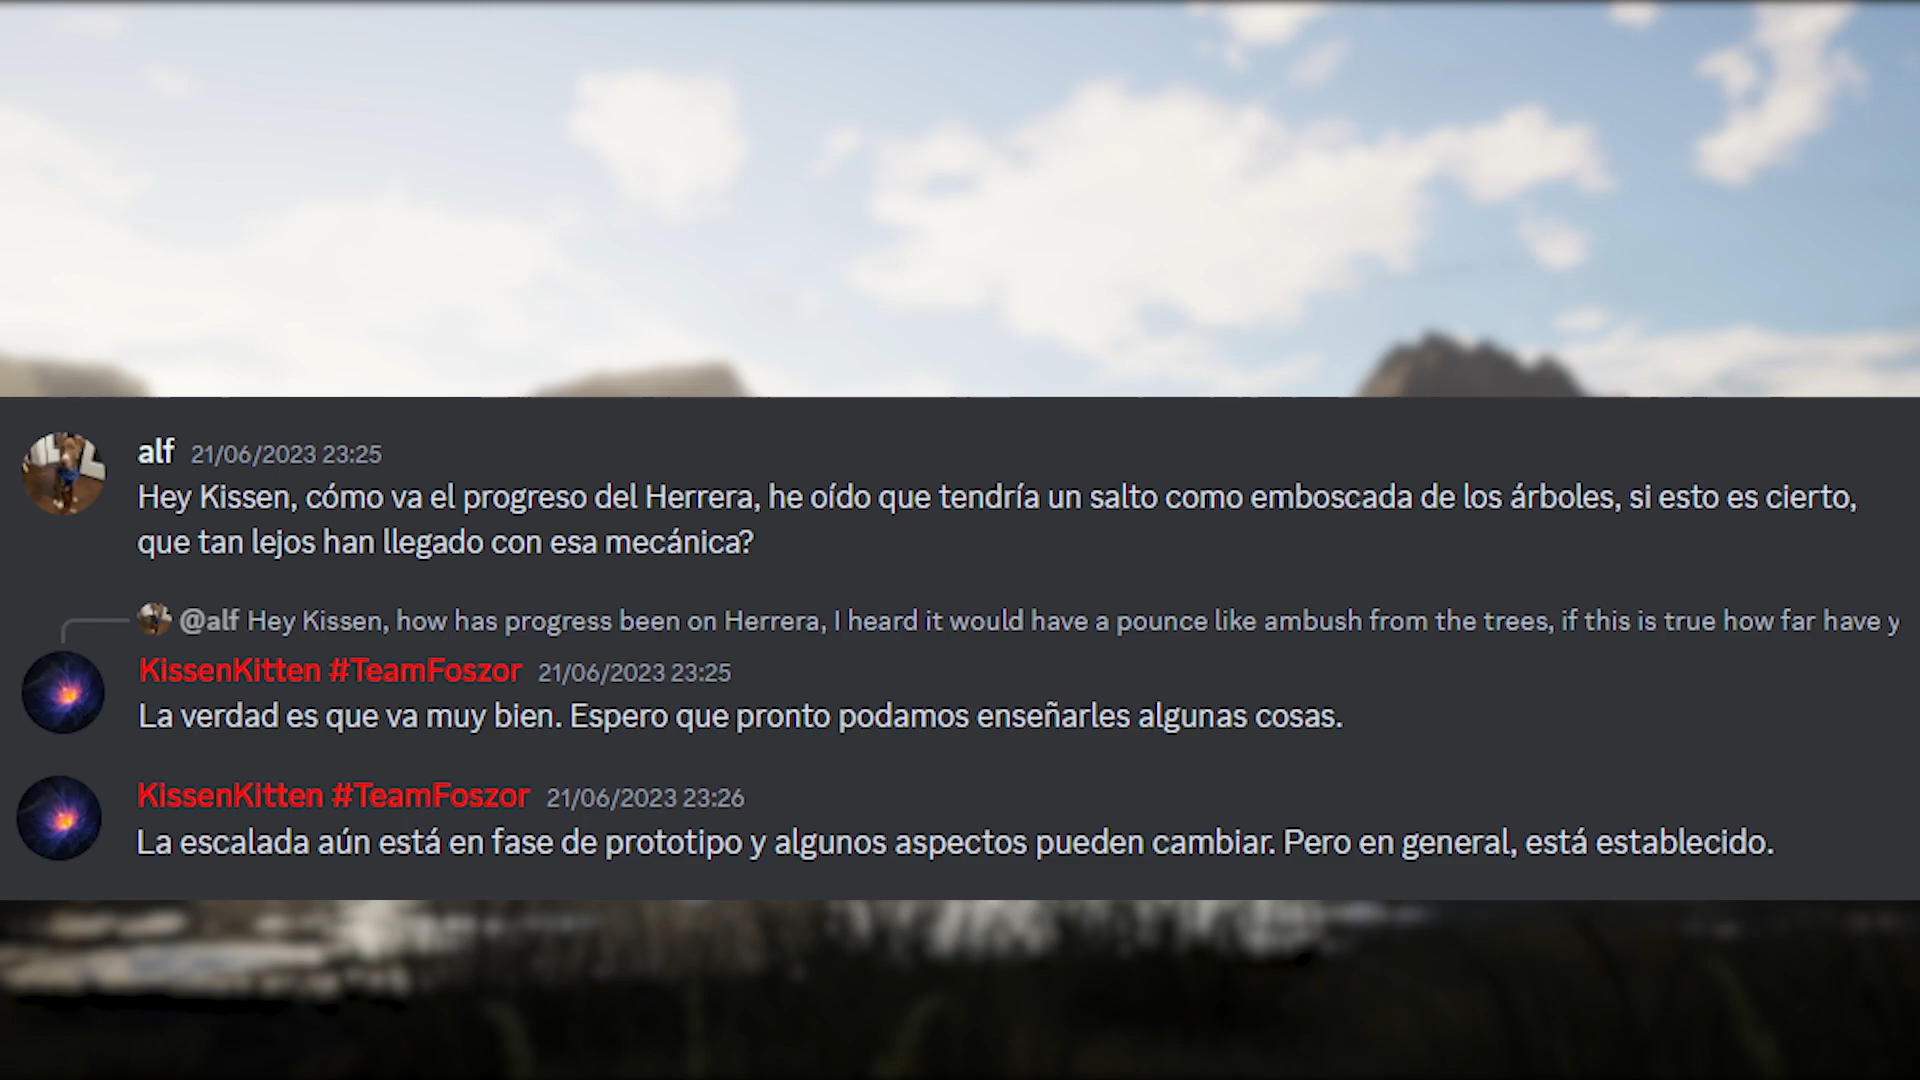 alf 21/06/2023 23:25
Hey Kissen, cómo va el progreso del Herrera, he oído que tendría un salto como emboscada de los árboles, si esto es cierto,
que tan lejos han llegado con esa mecánica?
@alf Hey Kissen, how has progress been on Herrera, I heard it would have a pounce like ambush from the trees, if this is true how far have y
KissenKitten #TeamFoszor 21/06/2023 23:25
La verdad es que va muy bien. Espero que pronto podamos enseñarles algunas cosas.
KissenKitten #TeamFoszor 21/06/2023 23:26
La escalada aún está en fase de prototipo y algunos aspectos pueden cambiar. Pero en general, está establecido.